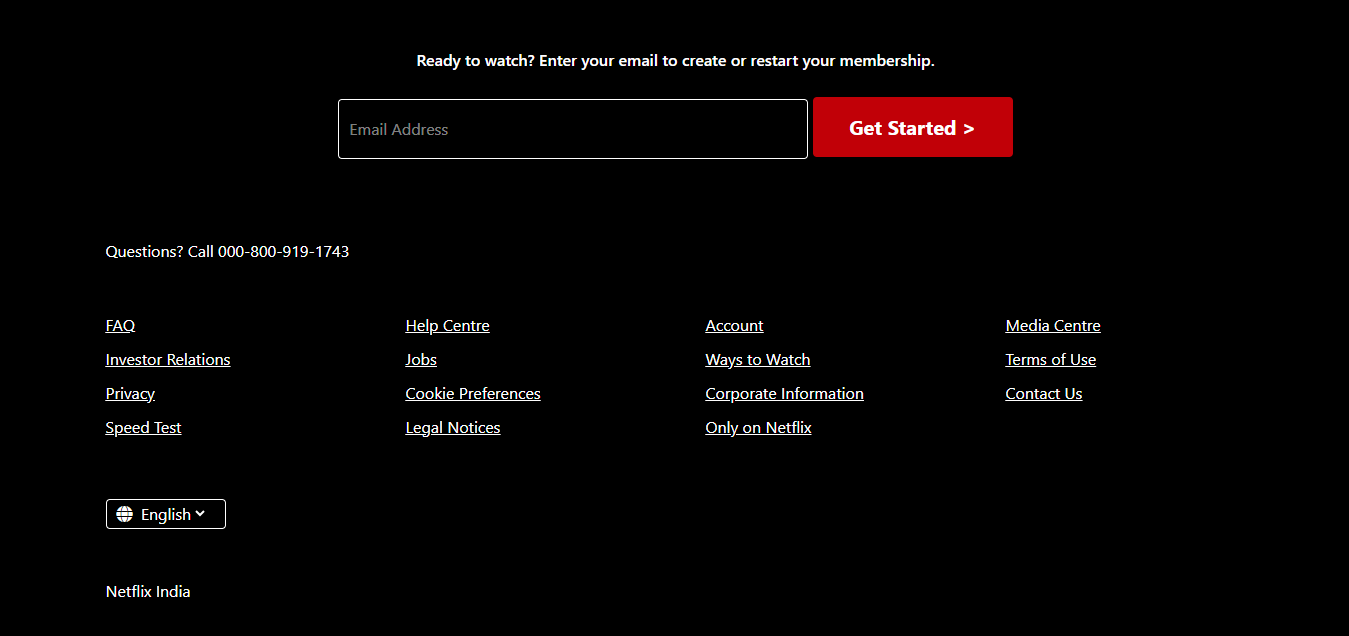 Ready to watch? Enter your email to create or restart your membership.
Email Address
Get Started >
Questions? Call 000-800-919-1743
FAQ
Help Centre
Account
Media Centre
Investor Relations
Jobs
Ways to Watch
Terms of Use
Privacy
Cookie Preferences
Corporate Information
Contact Us
Speed Test
Legal Notices
Only on Netflix
English
Netflix India